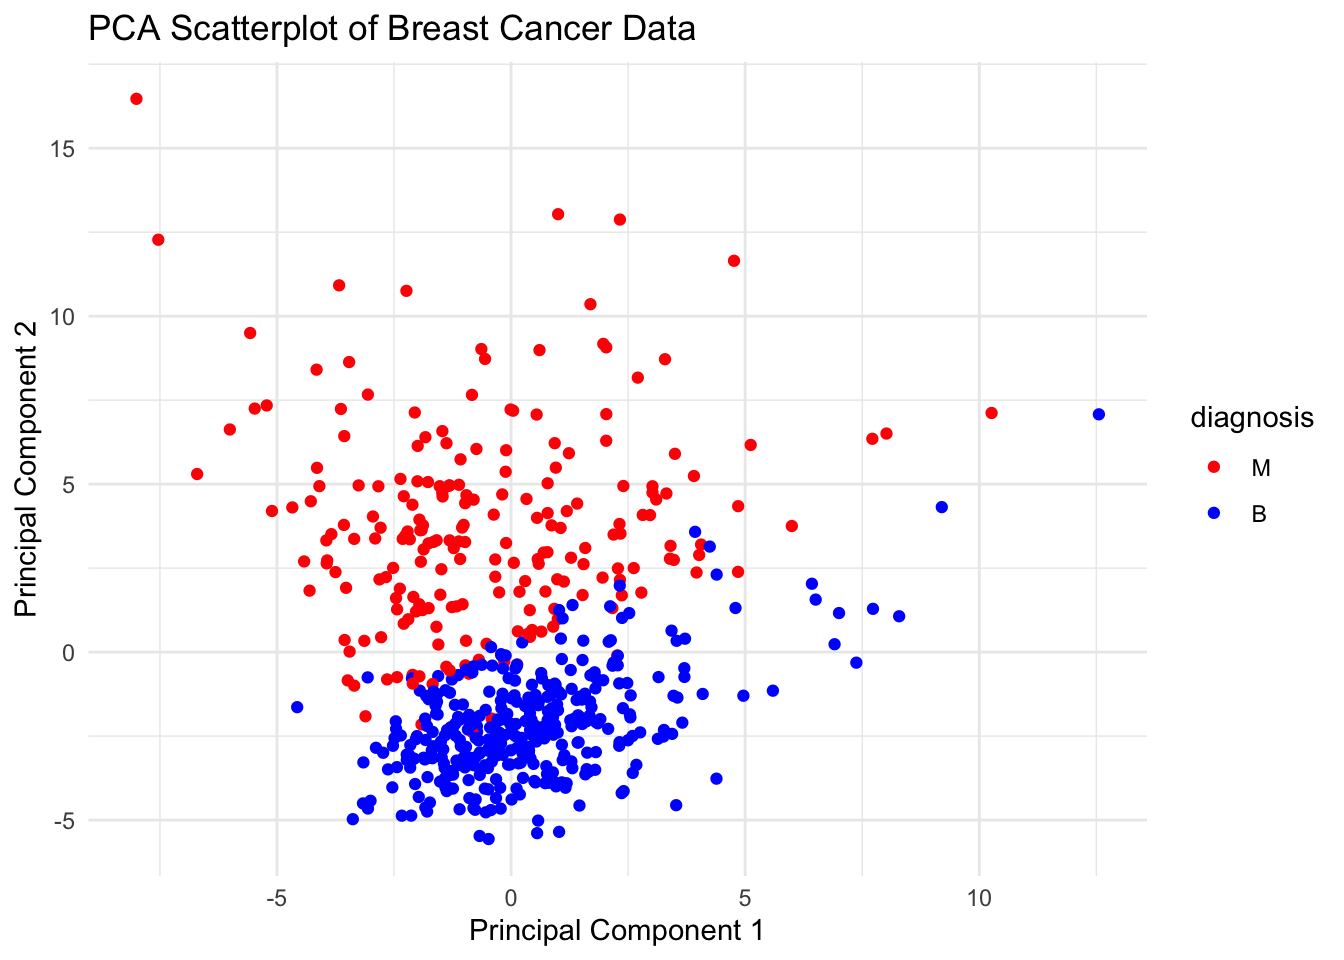 PCA Scatterplot of Breast Cancer Data
15
10
5
0
-5
Principal Component 2
-5 0 5 10
Principal Component 1
diagnosis
M
B